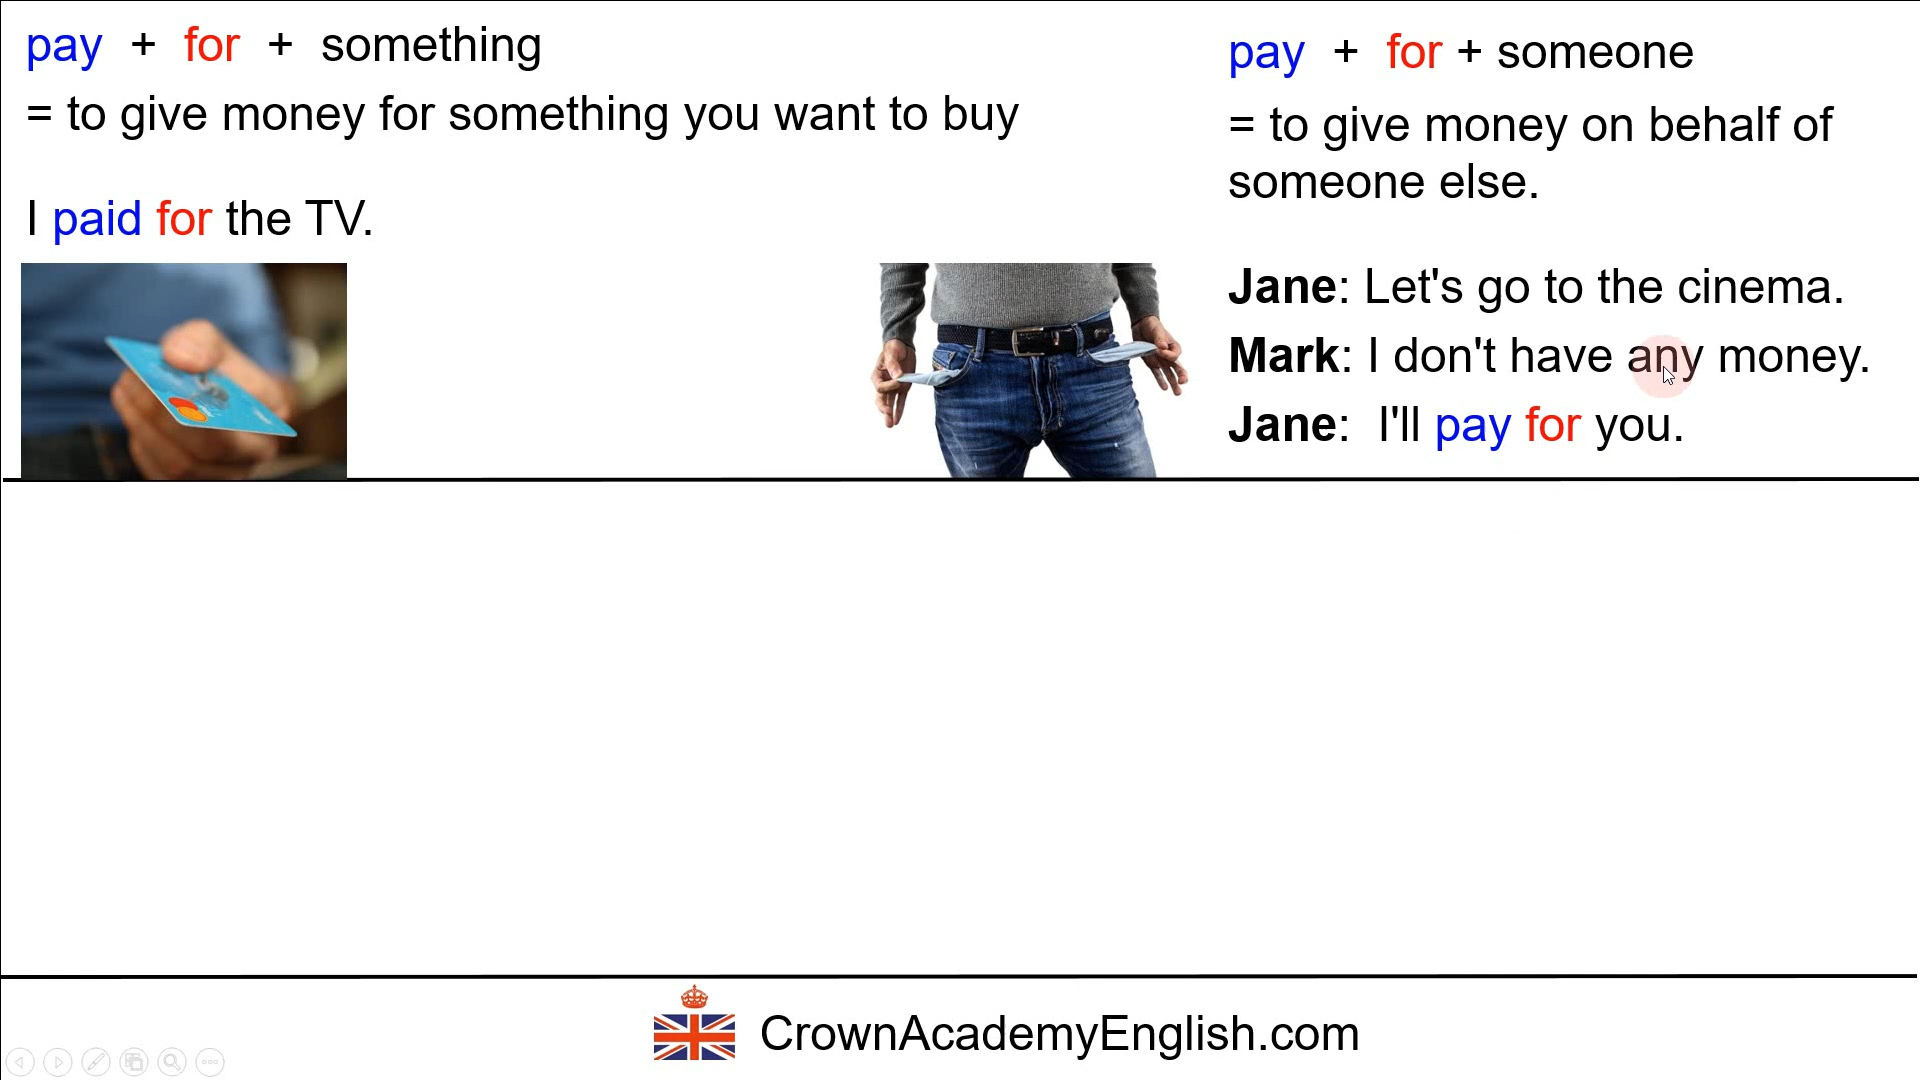 pay + for + something
= to give money for something you want to buy
I paid for the TV.
pay + for + someone
= to give money on behalf of
someone else.
Jane: Let's go to the cinema.
Mark: I don't have any money.
Jane: I'll pay for you.
CrownAcademyEnglish.com